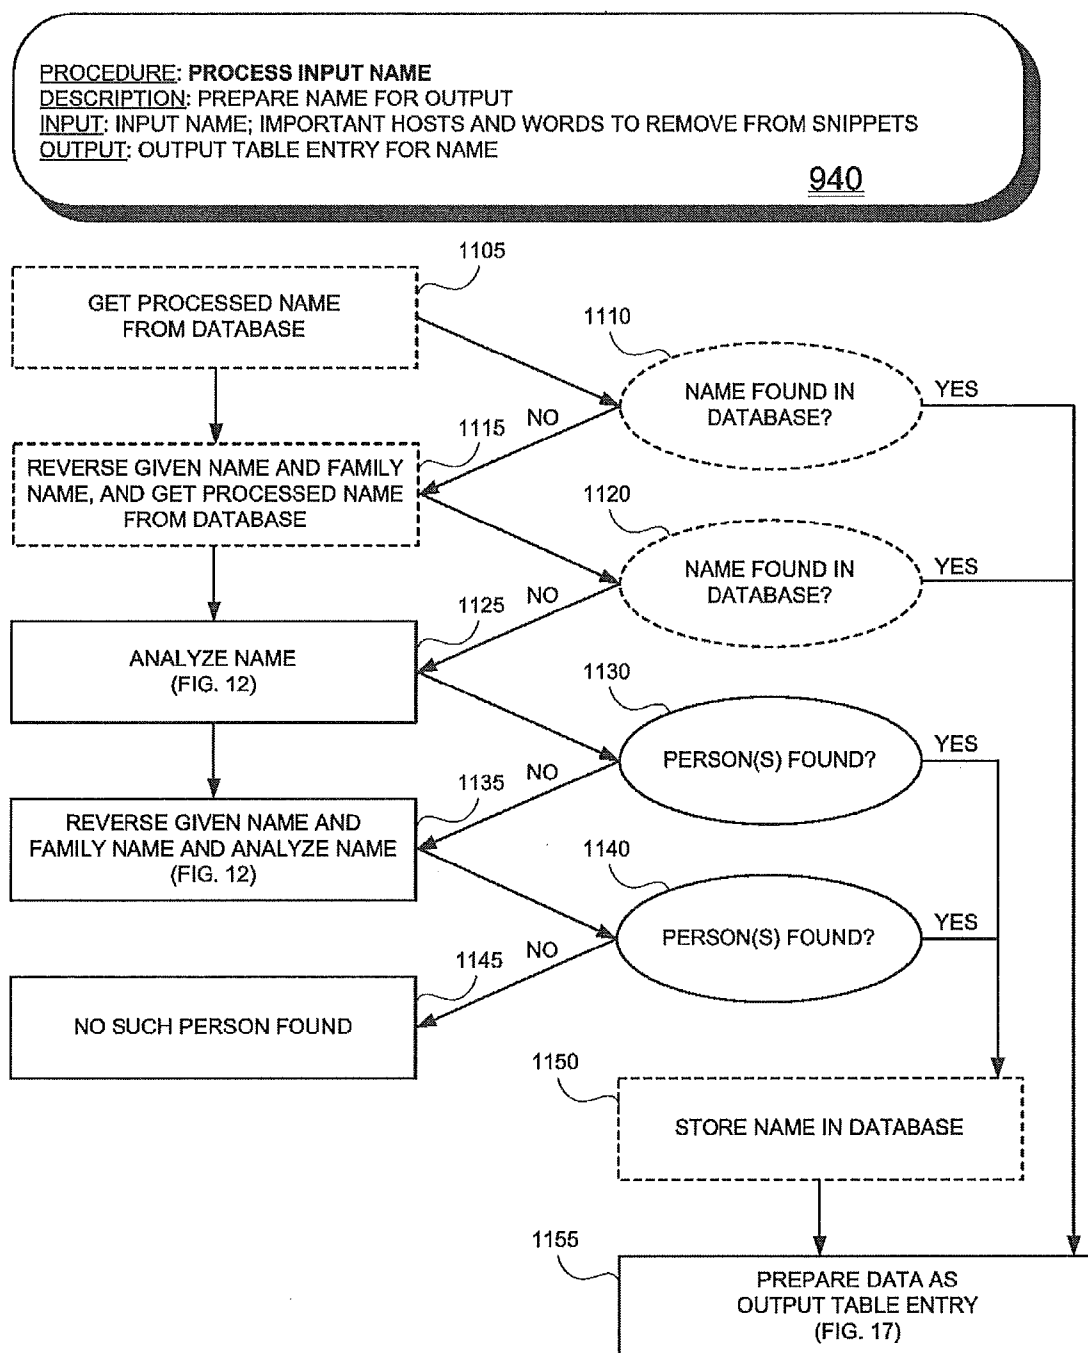 PROCEDURE: PROCESS INPUT NAME
DESCRIPTION: PREPARE NAME FOR OUTPUT
INPUT: INPUT NAME; IMPORTANT HOSTS AND WORDS TO REMOVE FROM SNIPPETS
OUTPUT: OUTPUT TABLE ENTRY FOR NAME
940
1105
GET PROCESSED NAME
FROM DATABASE
1110
NAME FOUND IN
DATABASE?
YES
NO
1115
REVERSE GIVEN NAME AND FAMILY
NAME, AND GET PROCESSED NAME
FROM DATABASE
1120
NAME FOUND IN
DATABASE?
YES
NO
1125
ANALYZE NAME
(FIG. 12)
1130
PERSON(S) FOUND?
YES
NO
1135
REVERSE GIVEN NAME AND
FAMILY NAME AND ANALYZE NAME
(FIG. 12)
1140
PERSON(S) FOUND?
YES
NO
1145
NO SUCH PERSON FOUND
1150
STORE NAME IN DATABASE
1155
PREPARE DATA AS
OUTPUT TABLE ENTRY
(FIG. 17)